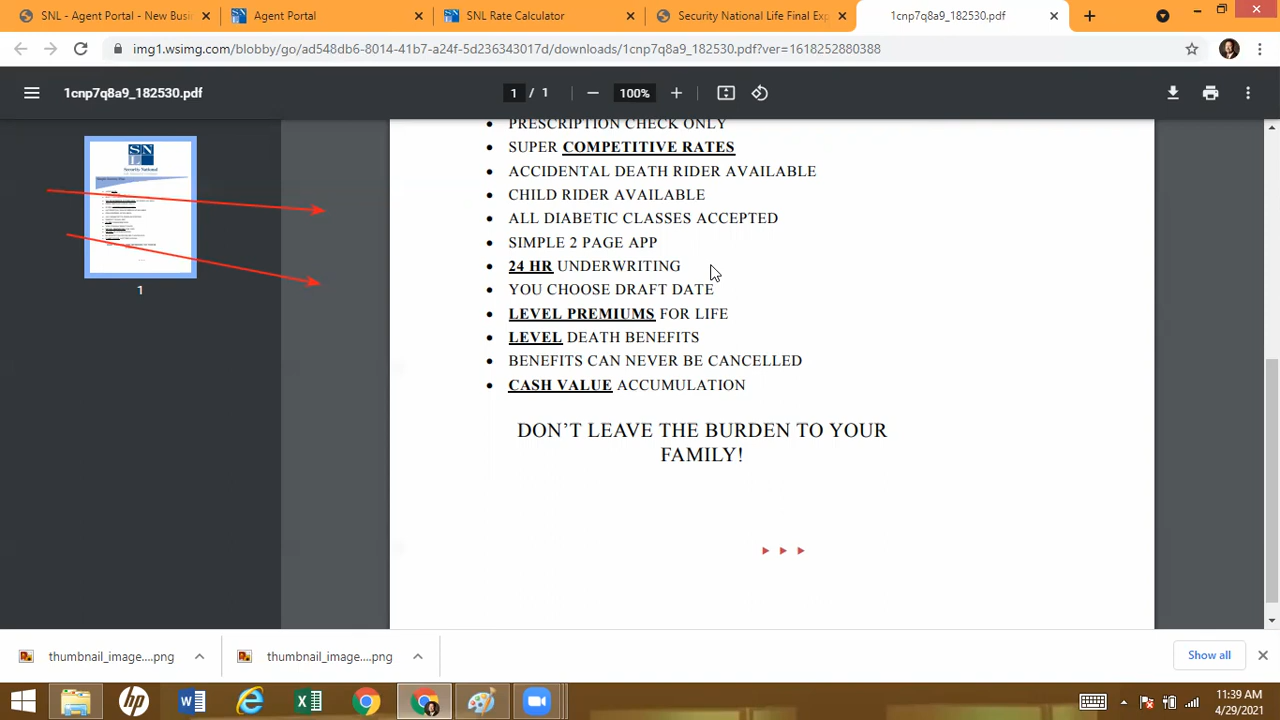 SNL - Agent Portal - New Busi
Agent Portal
SNL Rate Calculator
Security National Life Final Exp
1cnp7q8a9_182530.pdf
img1.wsimg.com/blobby/go/ad548db6-8014-41b7-a24f-5d236343017d/downloads/1cnp7q8a9_182530.pdf?ver=1618252880388
1cnp7q8a9_182530.pdf
1 / 1
100%
PRESCRIPTION CHECK ONLY
SUPER COMPETITIVE RATES
ACCIDENTAL DEATH RIDER AVAILABLE
CHILD RIDER AVAILABLE
ALL DIABETIC CLASSES ACCEPTED
SIMPLE 2 PAGE APP
24 HR UNDERWRITING
YOU CHOOSE DRAFT DATE
LEVEL PREMIUMS FOR LIFE
LEVEL DEATH BENEFITS
BENEFITS CAN NEVER BE CANCELLED
CASH VALUE ACCUMULATION
DON’T LEAVE THE BURDEN TO YOUR
FAMILY!
SNL
Security National
1
thumbnail_image....png
thumbnail_image....png
Show all
11:39 AM
4/29/2021